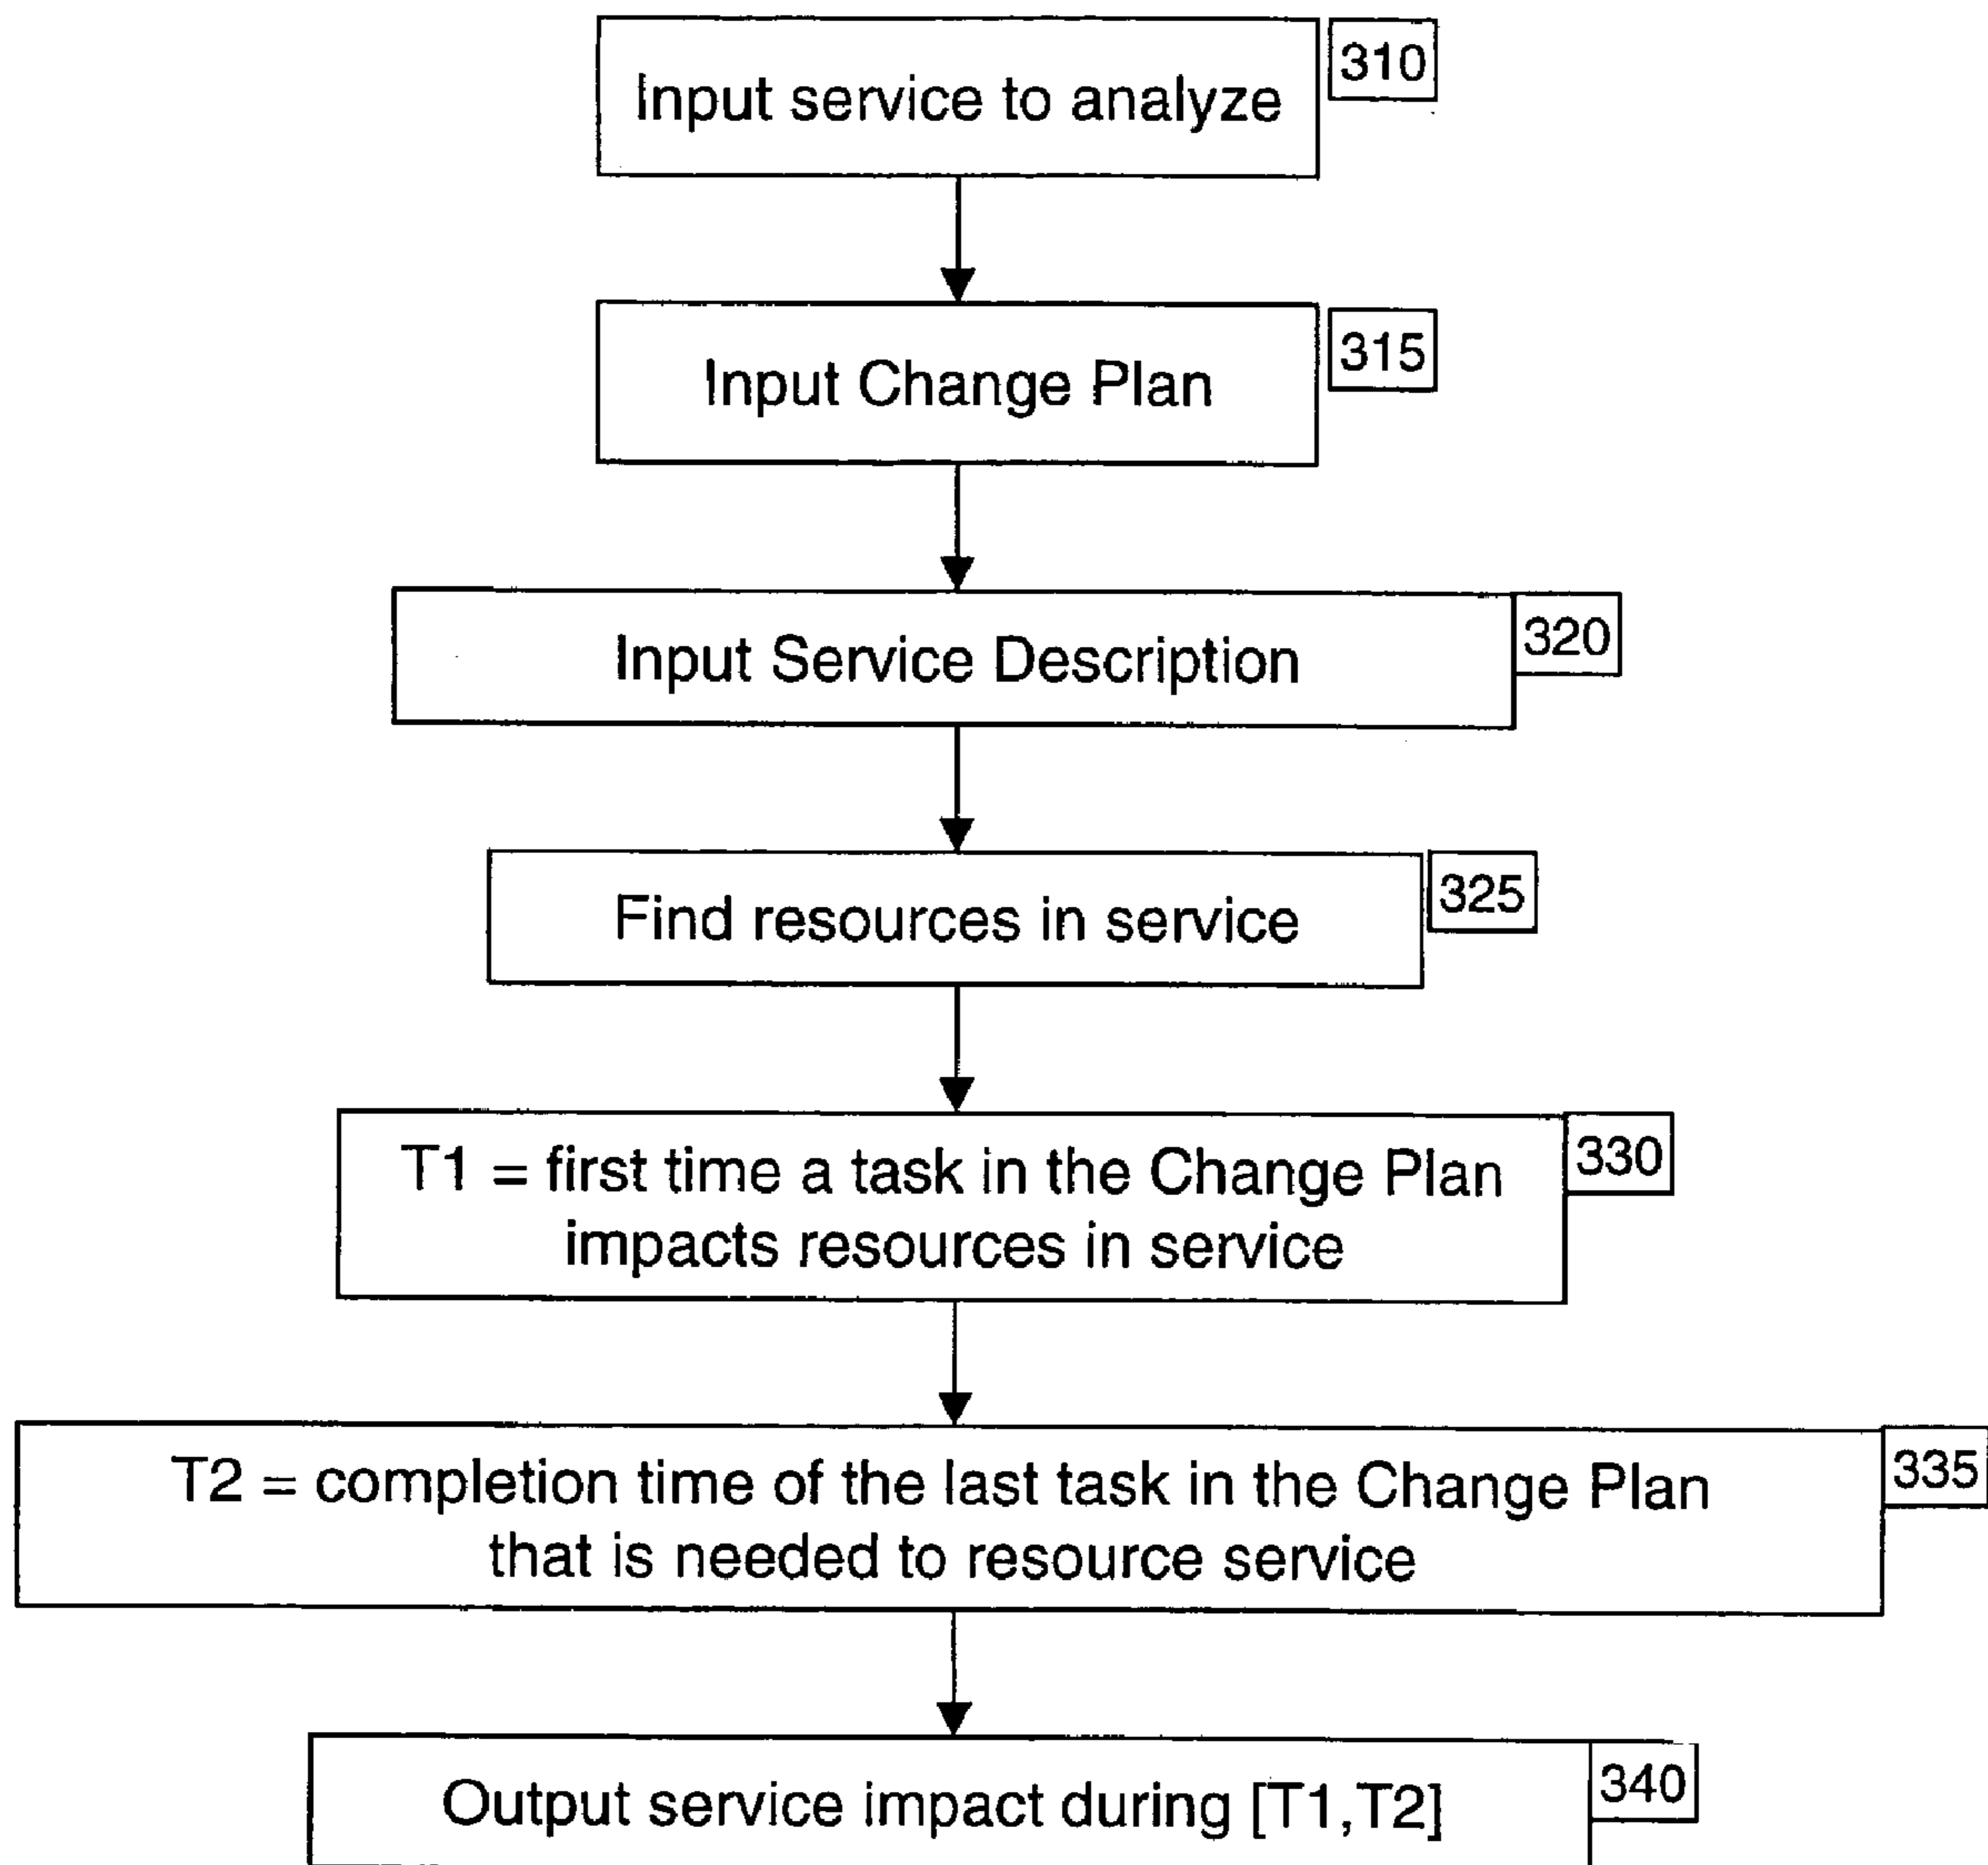 Input service to analyze
310
Input Change Plan
315
Input Service Description
320
Find resources in service
325
T1 = first time a task in the Change Plan
impacts resources in service
330
T2 = completion time of the last task in the Change Plan
that is needed to resource service
335
Output service impact during [T1,T2]
340